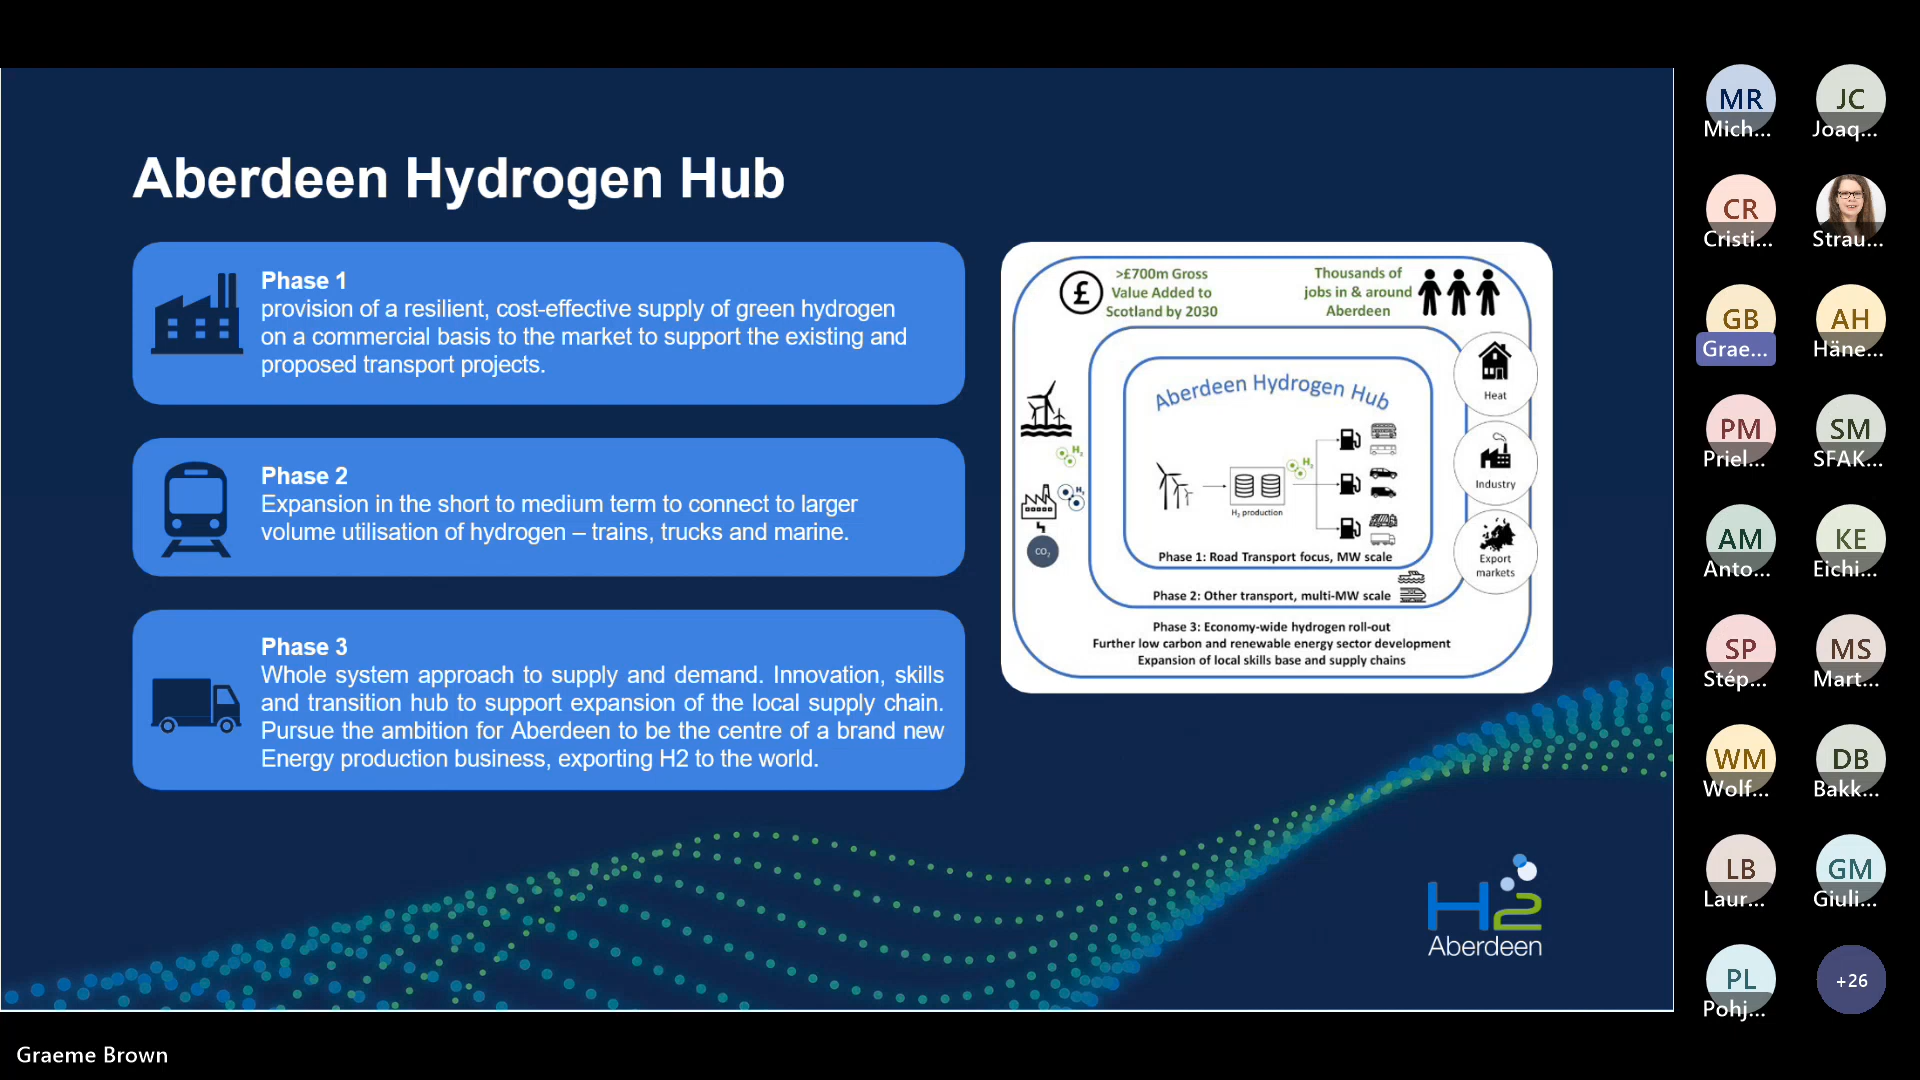 Aberdeen Hydrogen Hub
Phase 1
provision of a resilient, cost-effective supply of green hydrogen
on a commercial basis to the market to support the existing and
proposed transport projects.
Phase 2
Expansion in the short to medium term to connect to larger
volume utilisation of hydrogen – trains, trucks and marine.
Phase 3
Whole system approach to supply and demand. Innovation, skills
and transition hub to support expansion of the local supply chain.
Pursue the ambition for Aberdeen to be the centre of a brand new
Energy production business, exporting H2 to the world.
£
>£700m Gross
Value Added to
Scotland by 2030
Thousands of
jobs in & around
Aberdeen
Aberdeen Hydrogen Hub
H₂
H₂
H₂
H₂ production
CO₂
Heat
Industry
Export
markets
Phase 1: Road Transport focus, MW scale
Phase 2: Other transport, multi-MW scale
Phase 3: Economy-wide hydrogen roll-out
Further low carbon and renewable energy sector development
Expansion of local skills base and supply chains
H2
Aberdeen
MR
Mich...
JC
Joaq...
CR
Cristi...
Strau...
GB
Grae...
AH
Häne...
PM
Priel...
SM
SFAK...
AM
Anto...
KE
Eichi...
SP
Stép...
MS
Mart...
WM
Wolf...
DB
Bakk...
LB
Laur...
GM
Giuli...
PL
Pohj...
+26
Graeme Brown